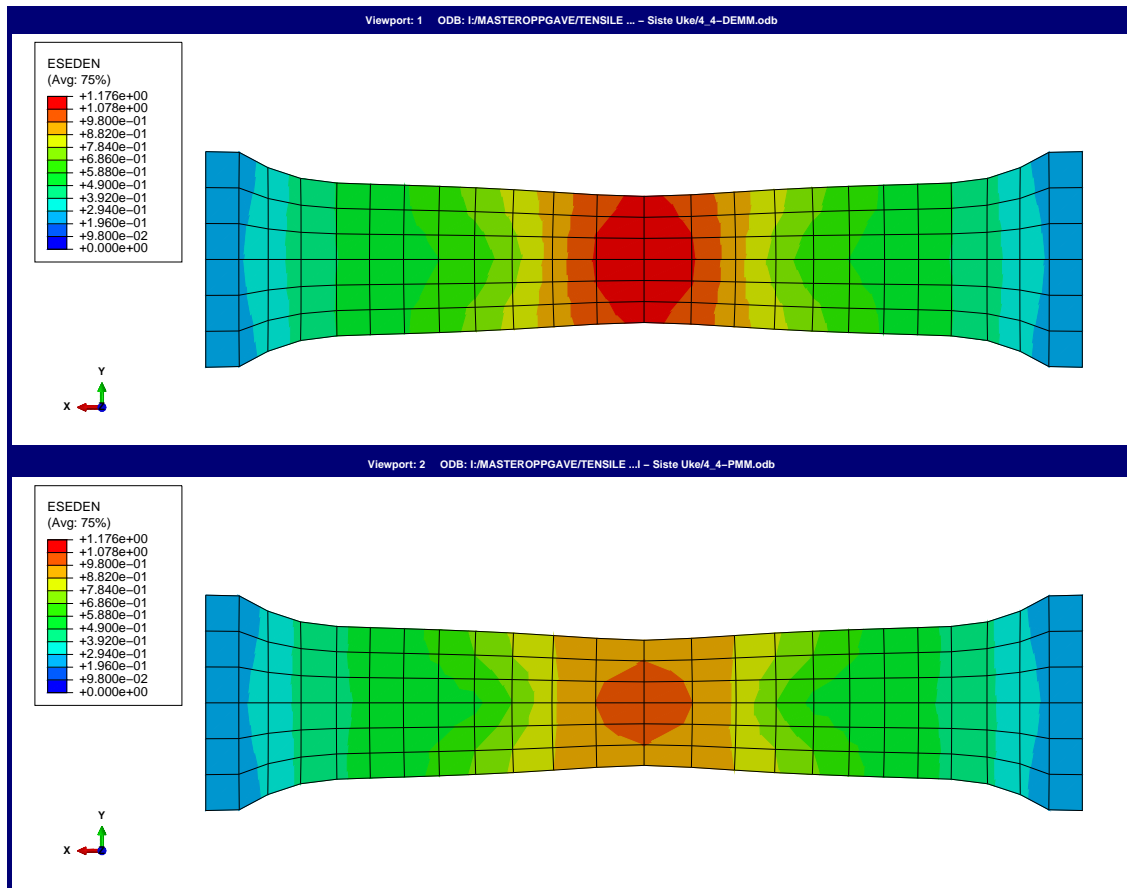 Viewport: 1 ODB: I:/MASTEROPPGAVE/TENSILE ... – Siste Uke/4_4–DEMM.odb
ESEDEN
(Avg: 75%)
+1.176e+00
+1.078e+00
+9.800e−01
+8.820e−01
+7.840e−01
+6.860e−01
+5.880e−01
+4.900e−01
+3.920e−01
+2.940e−01
+1.960e−01
+9.800e−02
+0.000e+00
Y
X
Viewport: 2 ODB: I:/MASTEROPPGAVE/TENSILE ...I – Siste Uke/4_4–PMM.odb
ESEDEN
(Avg: 75%)
+1.176e+00
+1.078e+00
+9.800e−01
+8.820e−01
+7.840e−01
+6.860e−01
+5.880e−01
+4.900e−01
+3.920e−01
+2.940e−01
+1.960e−01
+9.800e−02
+0.000e+00
Y
X